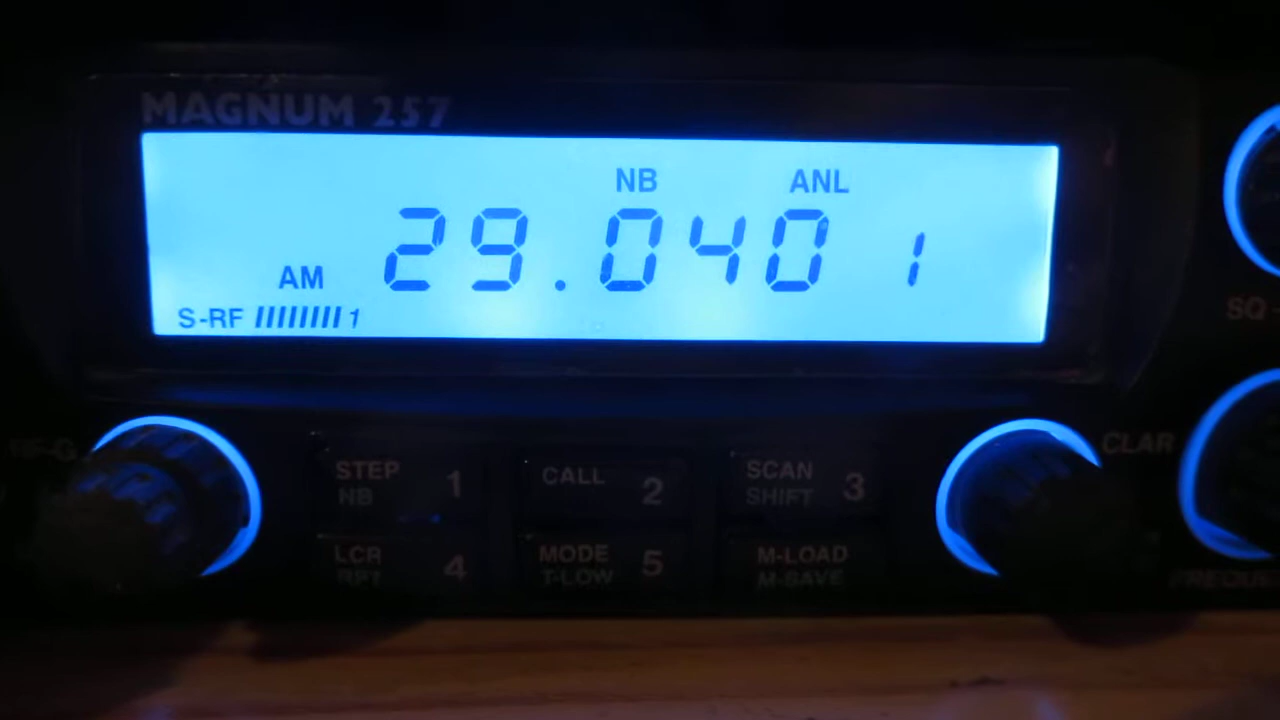 MAGNUM 257
NB ANL
29.040 1
AM
S-RF 1
SQ
CLAR
STEP 1 CALL SCAN 3
NB 2 SHIFT
LCR 4 MODE 5 M-LOAD
RPT T-LOW M-SAVE